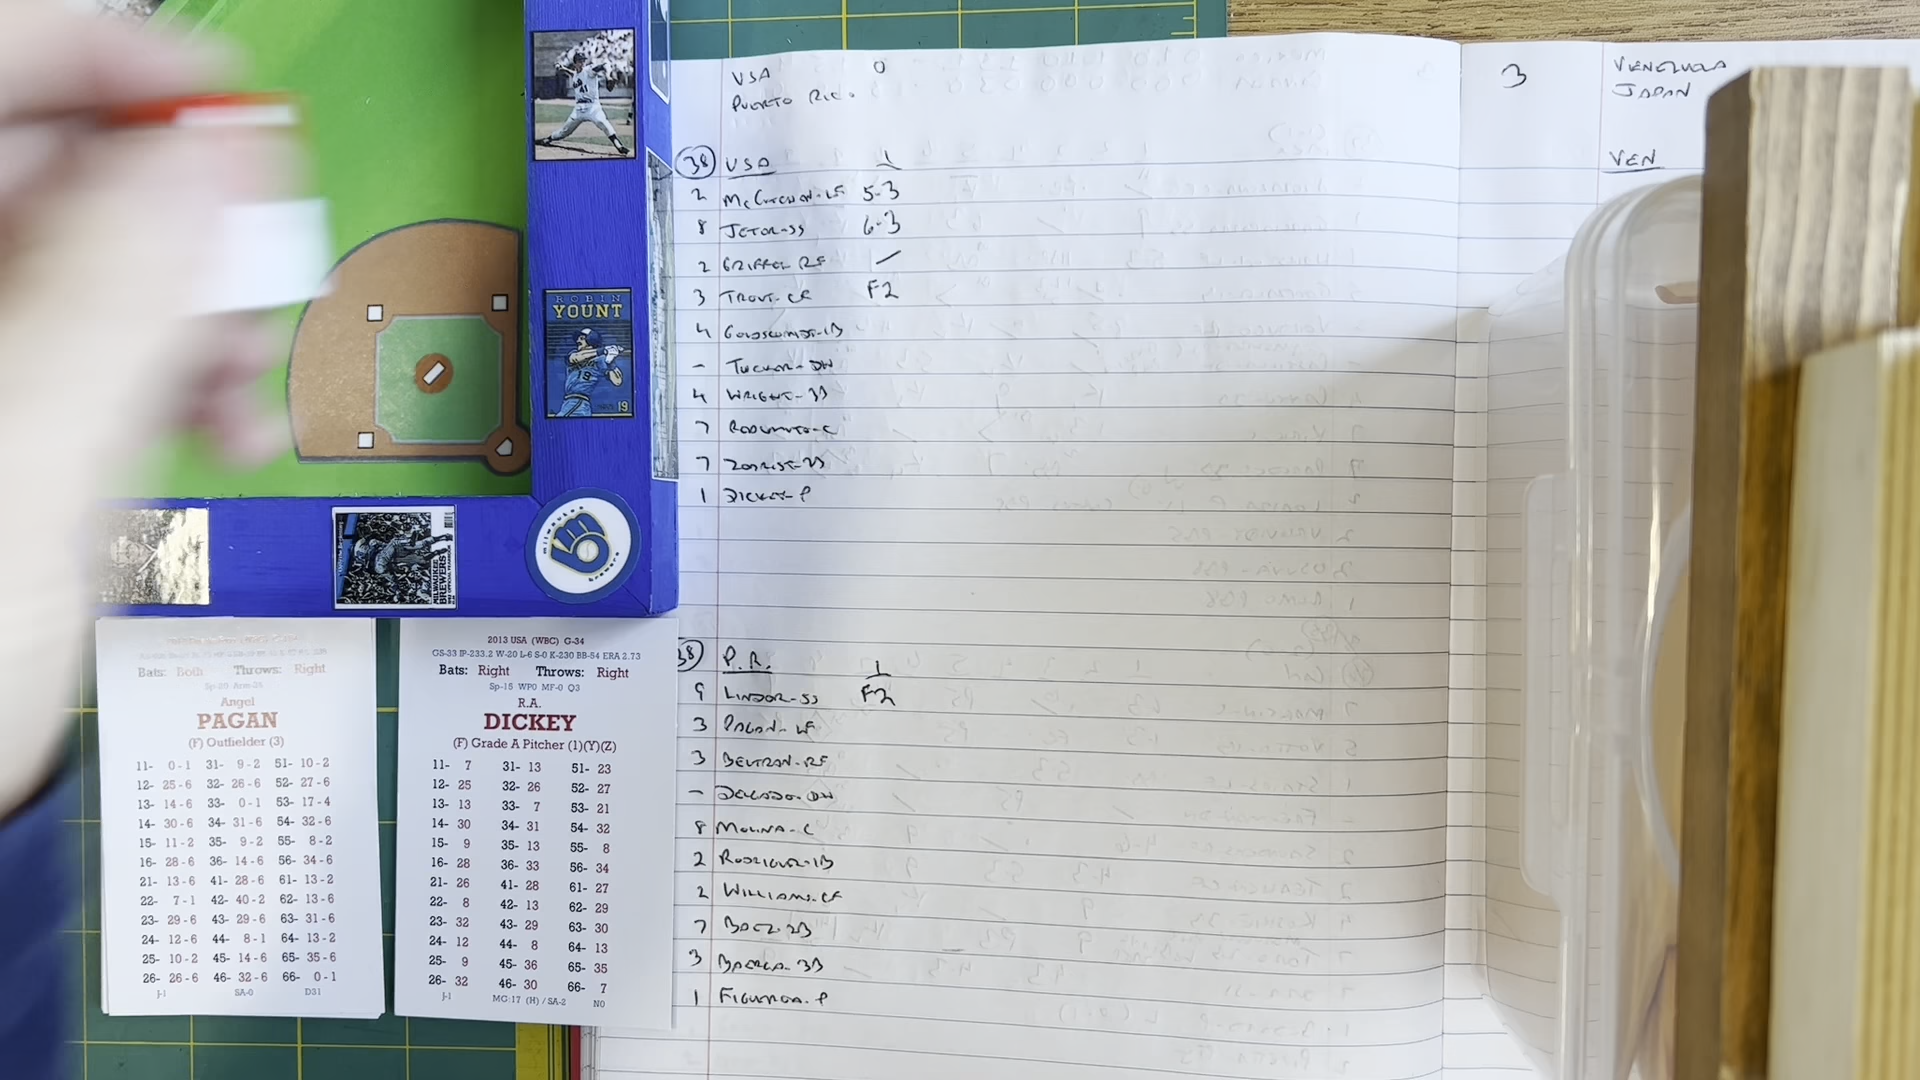 USA 0
PUERTO RICO
3
VENEZUELA
JAPAN
VEN
38 USA 1
2 McCUTCHEN-LF 5-3
8 JETER-SS 6-3
2 GRIFFEY RF
3 TROUT-CF F2
4 GOLDSCHMIDT-1B
- TUCKER-DH
4 WRIGHT-3B
7 REALMUTO-C
7 ZOBRIST-2B
1 DICKEY-P
38 P.R. 1
9 LINDOR-SS F2
3 PAGAN-LF
3 BELTRAN-RF
- DELGADO-DH
8 MOLINA-C
2 RODRIGUEZ-1B
2 WILLIAMS-CF
7 BAEZ-2B
3 BAERGA-3B
1 FIGUEROA-P
ROBIN
YOUNT
19
MILWAUKEE
BREWERS
milwaukee
brewers
Bats: Both Throws: Right
Angel
PAGAN
(F) Outfielder (3)
11- 0-1 31- 9-2 51- 10-2
12- 25-6 32- 26-6 52- 27-6
13- 14-6 33- 0-1 53- 17-4
14- 30-6 34- 31-6 54- 32-6
15- 11-2 35- 9-2 55- 8-2
16- 28-6 36- 14-6 56- 34-6
21- 13-6 41- 28-6 61- 13-2
22- 7-1 42- 40-2 62- 13-6
23- 29-6 43- 29-6 63- 31-6
24- 12-6 44- 8-1 64- 13-2
25- 10-2 45- 14-6 65- 35-6
26- 26-6 46- 32-6 66- 0-1
J-1 SA-0 D31
2013 USA (WBC) G-34
GS-33 IP-233.2 W-20 L-6 S-0 K-230 BB-54 ERA 2.73
Bats: Right Throws: Right
Sp-15 WP0 MF-0 Q3
R.A.
DICKEY
(F) Grade A Pitcher (1)(Y)(Z)
11- 7 31- 13 51- 23
12- 25 32- 26 52- 27
13- 13 33- 7 53- 21
14- 30 34- 31 54- 32
15- 9 35- 13 55- 8
16- 28 36- 33 56- 34
21- 26 41- 28 61- 27
22- 8 42- 13 62- 29
23- 32 43- 29 63- 30
24- 12 44- 8 64- 13
25- 9 45- 36 65- 35
26- 32 46- 30 66- 7
J-1 MG:17 (H) / SA-2 N0